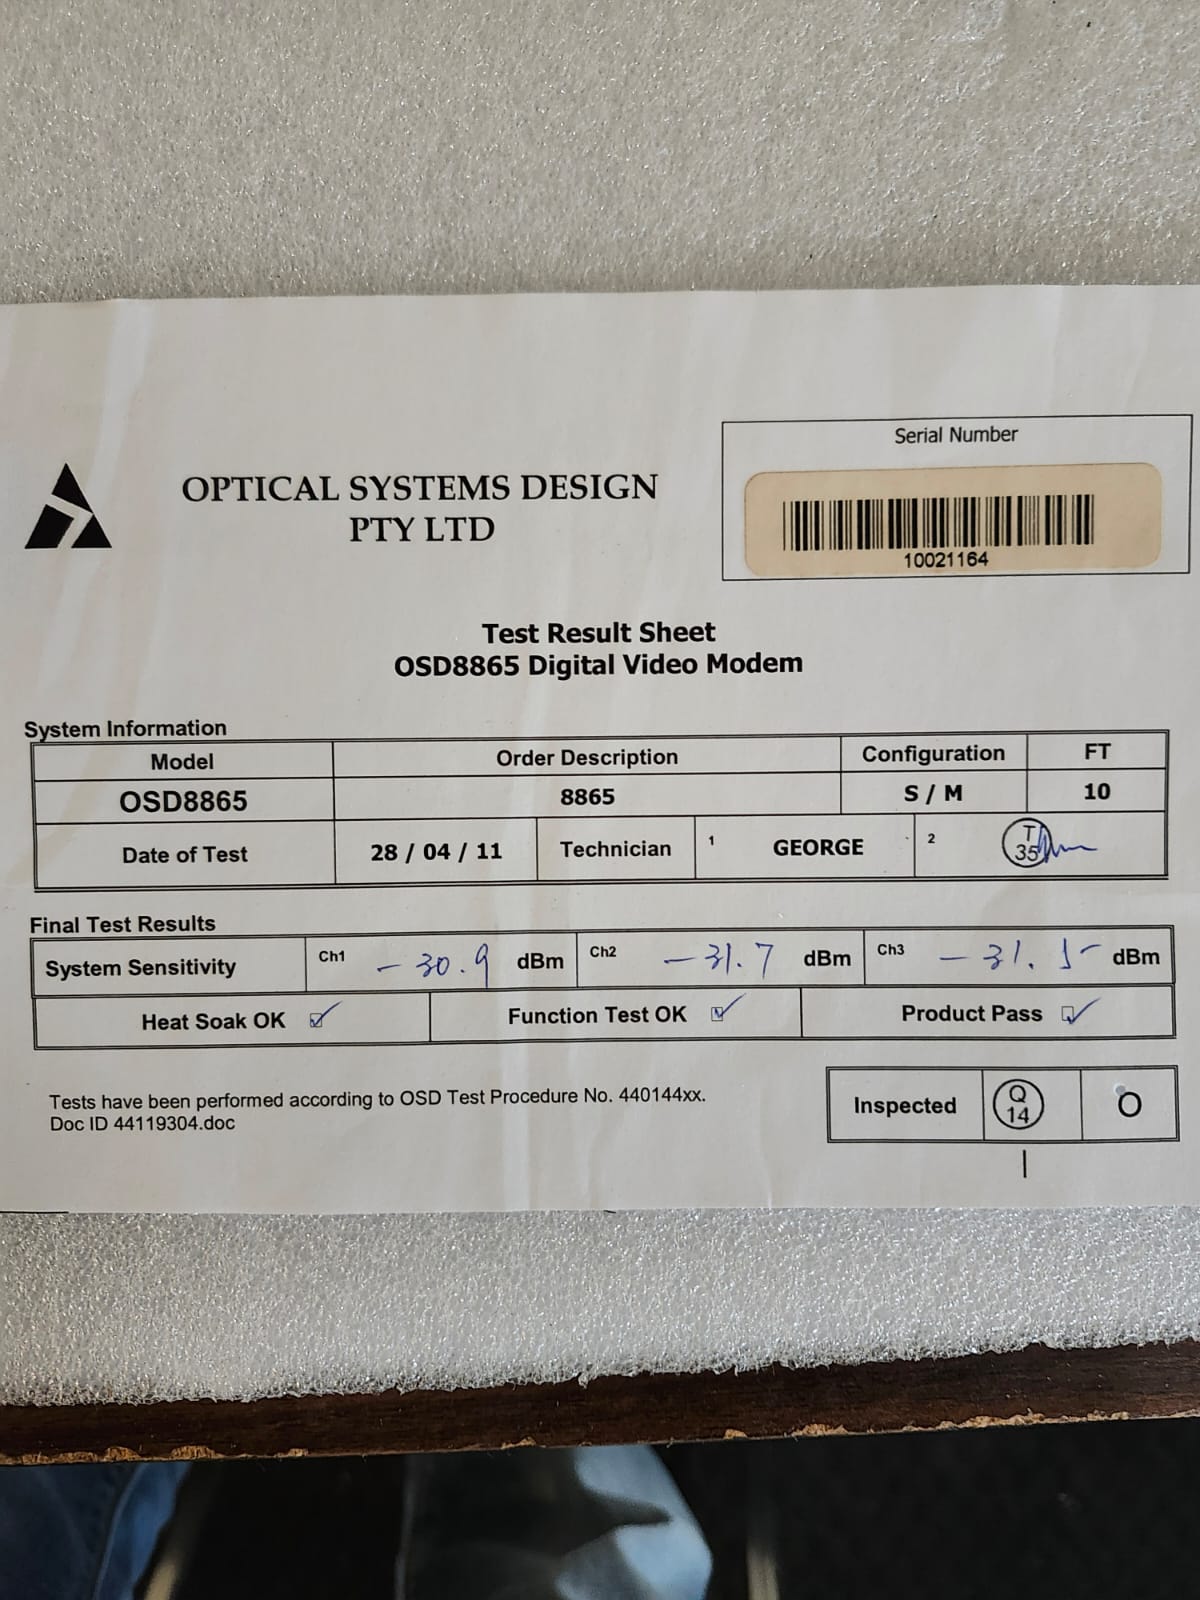 Serial Number
10021164
OPTICAL SYSTEMS DESIGN
PTY LTD
Test Result Sheet
OSD8865 Digital Video Modem
System Information
Model Order Description Configuration FT
OSD8865 8865 S / M 10
Date of Test 28 / 04 / 11 Technician 1 GEORGE 2 T 35
Final Test Results
System Sensitivity Ch1 -30.9 dBm Ch2 -31.7 dBm Ch3 -31.5 dBm
Heat Soak OK Function Test OK Product Pass
Tests have been performed according to OSD Test Procedure No. 440144xx.
Doc ID 44119304.doc
Inspected Q 14 O